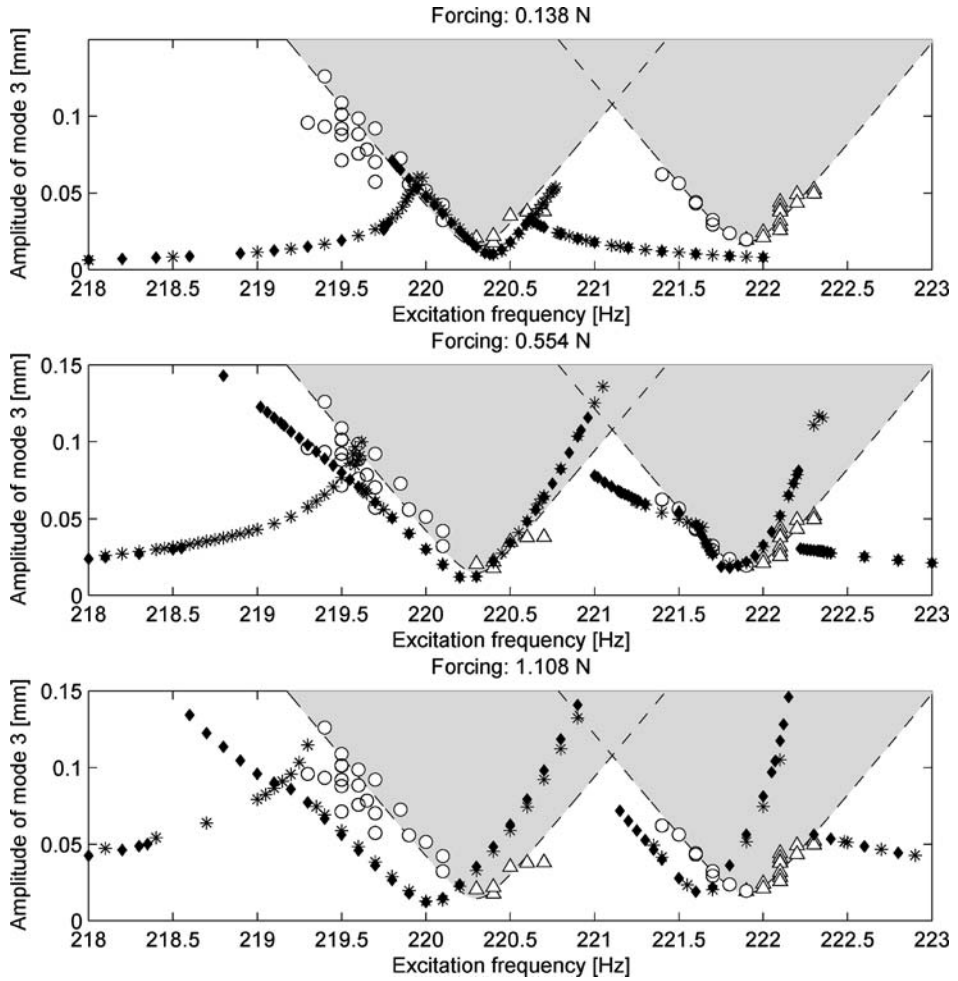 Forcing: 0.138 N
Amplitude of mode 3 [mm]
0.1
0.05
0
218 218.5 219 219.5 220 220.5 221 221.5 222 222.5 223
Excitation frequency [Hz]
Forcing: 0.554 N
Amplitude of mode 3 [mm]
0.15
0.1
0.05
0
218 218.5 219 219.5 220 220.5 221 221.5 222 222.5 223
Excitation frequency [Hz]
Forcing: 1.108 N
Amplitude of mode 3 [mm]
0.15
0.1
0.05
0
218 218.5 219 219.5 220 220.5 221 221.5 222 222.5 223
Excitation frequency [Hz]